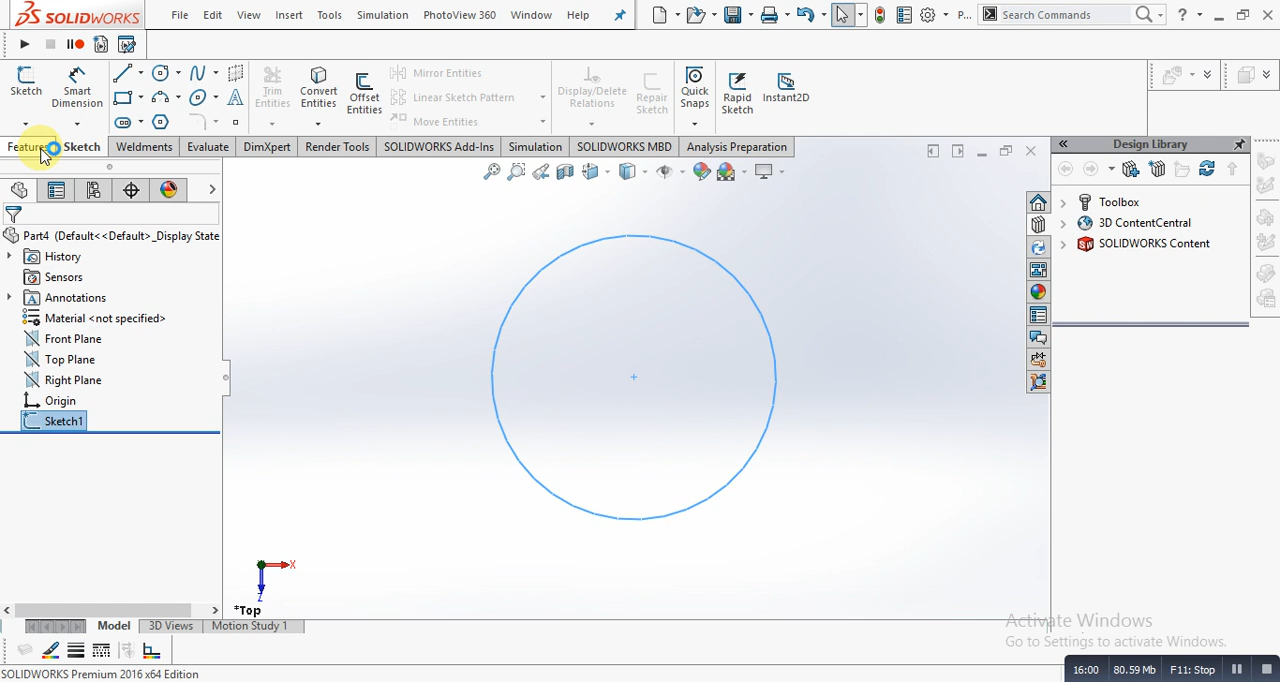 SOLIDWORKS File Edit View Insert Tools Simulation PhotoView 360 Window Help P... Search Commands
Sketch Smart Dimension Trim Entities Convert Entities Offset Entities Mirror Entities Linear Sketch Pattern Move Entities Display/Delete Relations Repair Sketch Quick Snaps Rapid Sketch Instant2D
Features Sketch Weldments Evaluate DimXpert Render Tools SOLIDWORKS Add-Ins Simulation SOLIDWORKS MBD Analysis Preparation
Design Library
Part4 (Default<<Default>_Display State
History
Sensors
Annotations
Material <not specified>
Front Plane
Top Plane
Right Plane
Origin
Sketch1
Toolbox
3D ContentCentral
SOLIDWORKS Content
X
Z
*Top
Model 3D Views Motion Study 1
Activate Windows
Go to Settings to activate Windows.
SOLIDWORKS Premium 2016 x64 Edition
16:00 80.59 Mb F11: Stop